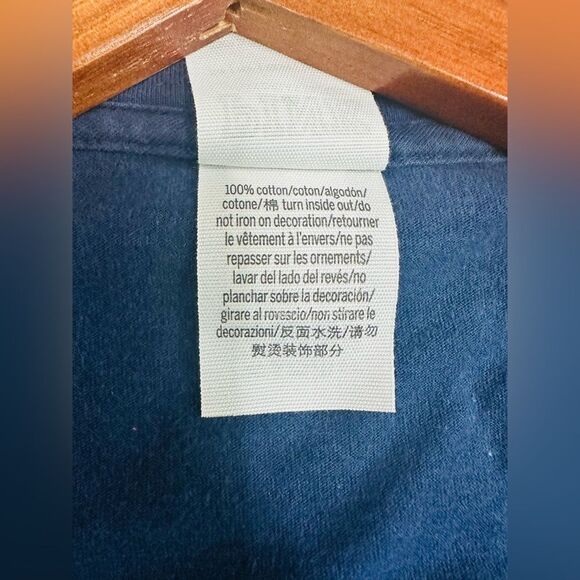 100% cotton/coton/algodón/
cotone/棉 turn inside out/do
not iron on decoration/retourner
le vêtement à l'envers/ne pas
repasser sur les ornements/
lavar del lado del revés/no
planchar sobre la decoración/
girare al rovescio/non stirare le
decorazioni/反面水洗/请勿
熨烫装饰部分